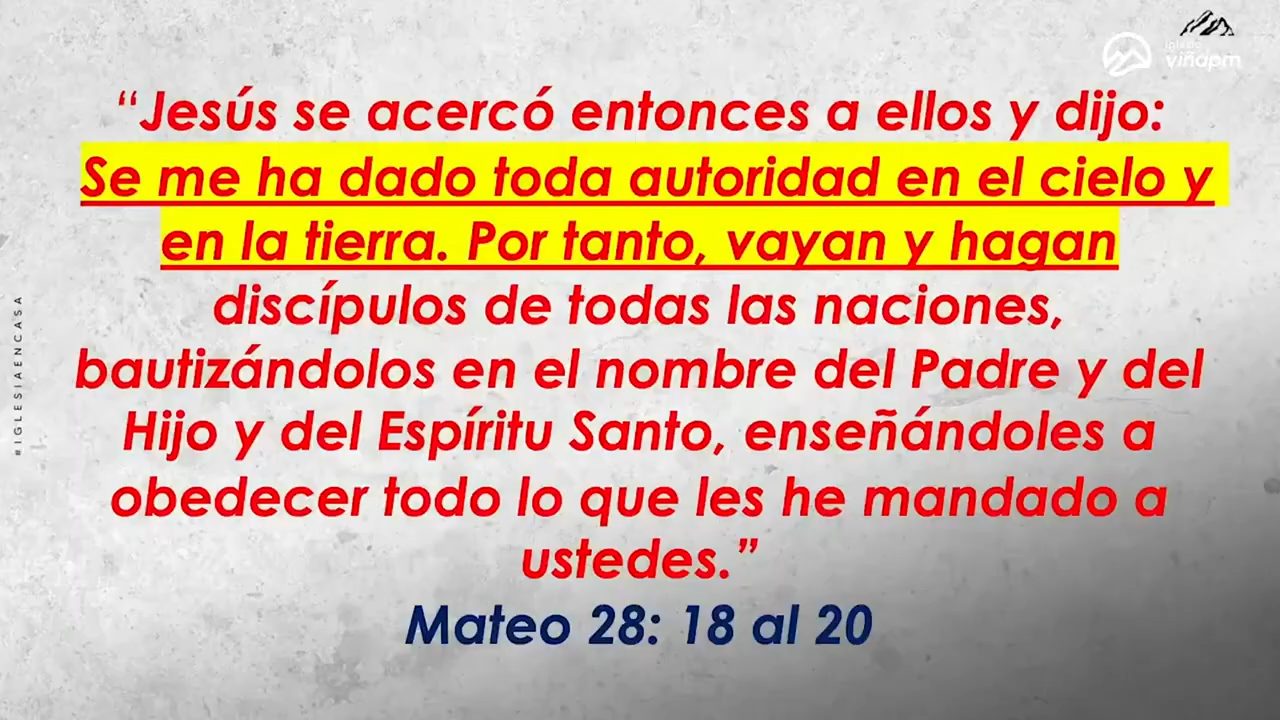 iglesia
viñapm
“Jesús se acercó entonces a ellos y dijo:
Se me ha dado toda autoridad en el cielo y
en la tierra. Por tanto, vayan y hagan
discípulos de todas las naciones,
bautizándolos en el nombre del Padre y del
Hijo y del Espíritu Santo, enseñándoles a
obedecer todo lo que les he mandado a
ustedes.”
Mateo 28: 18 al 20
#IGLESIAENCASA